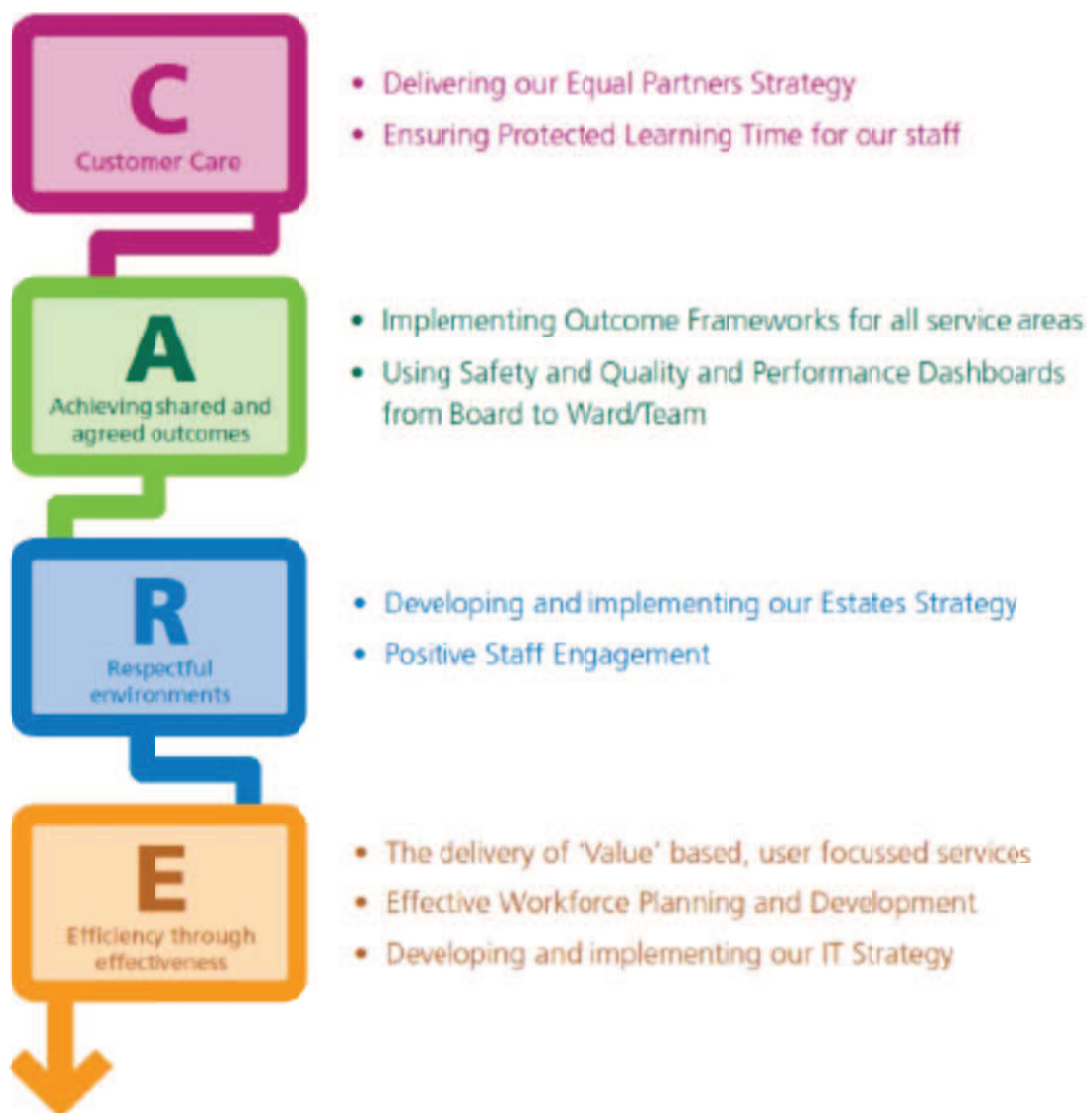 C
Customer Care
• Delivering our Equal Partners Strategy
• Ensuring Protected Learning Time for our staff
A
Achieving shared and
agreed outcomes
• Implementing Outcome Frameworks for all service areas
• Using Safety and Quality and Performance Dashboards
from Board to Ward/Team
R
Respectful
environments
• Developing and implementing our Estates Strategy
• Positive Staff Engagement
E
Efficiency through
effectiveness
• The delivery of ‘Value’ based, user focussed services
• Effective Workforce Planning and Development
• Developing and implementing our IT Strategy